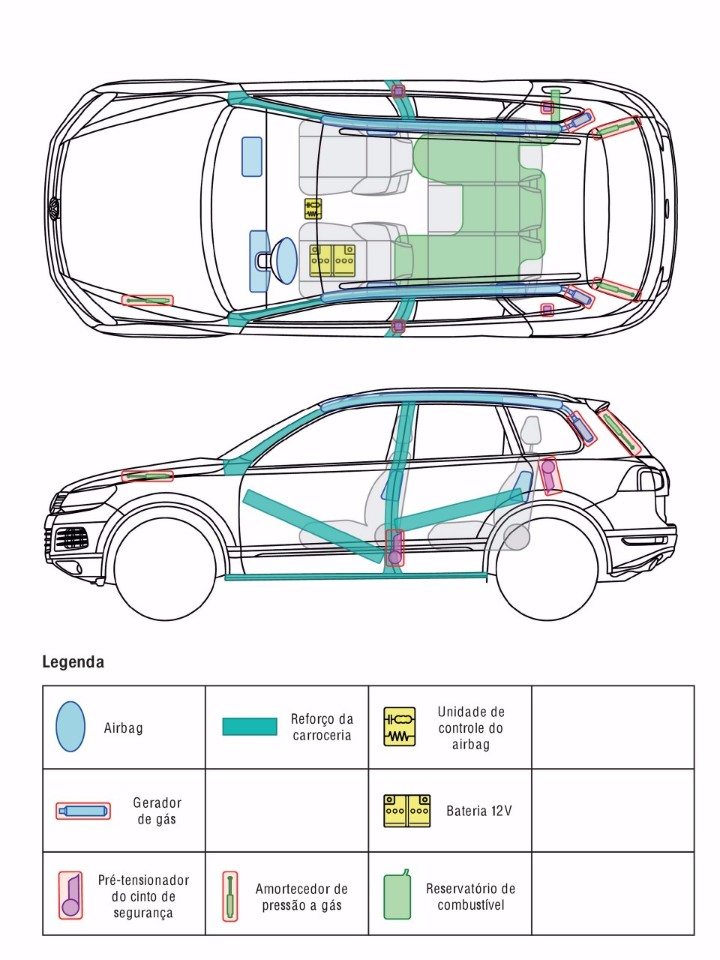 Legenda
Airbag
Reforço da
carroceria
Unidade de
controle do
airbag
Gerador
de gás
Bateria 12V
Pré-tensionador
do cinto de
segurança
Amortecedor de
pressão a gás
Reservatório de
combustível